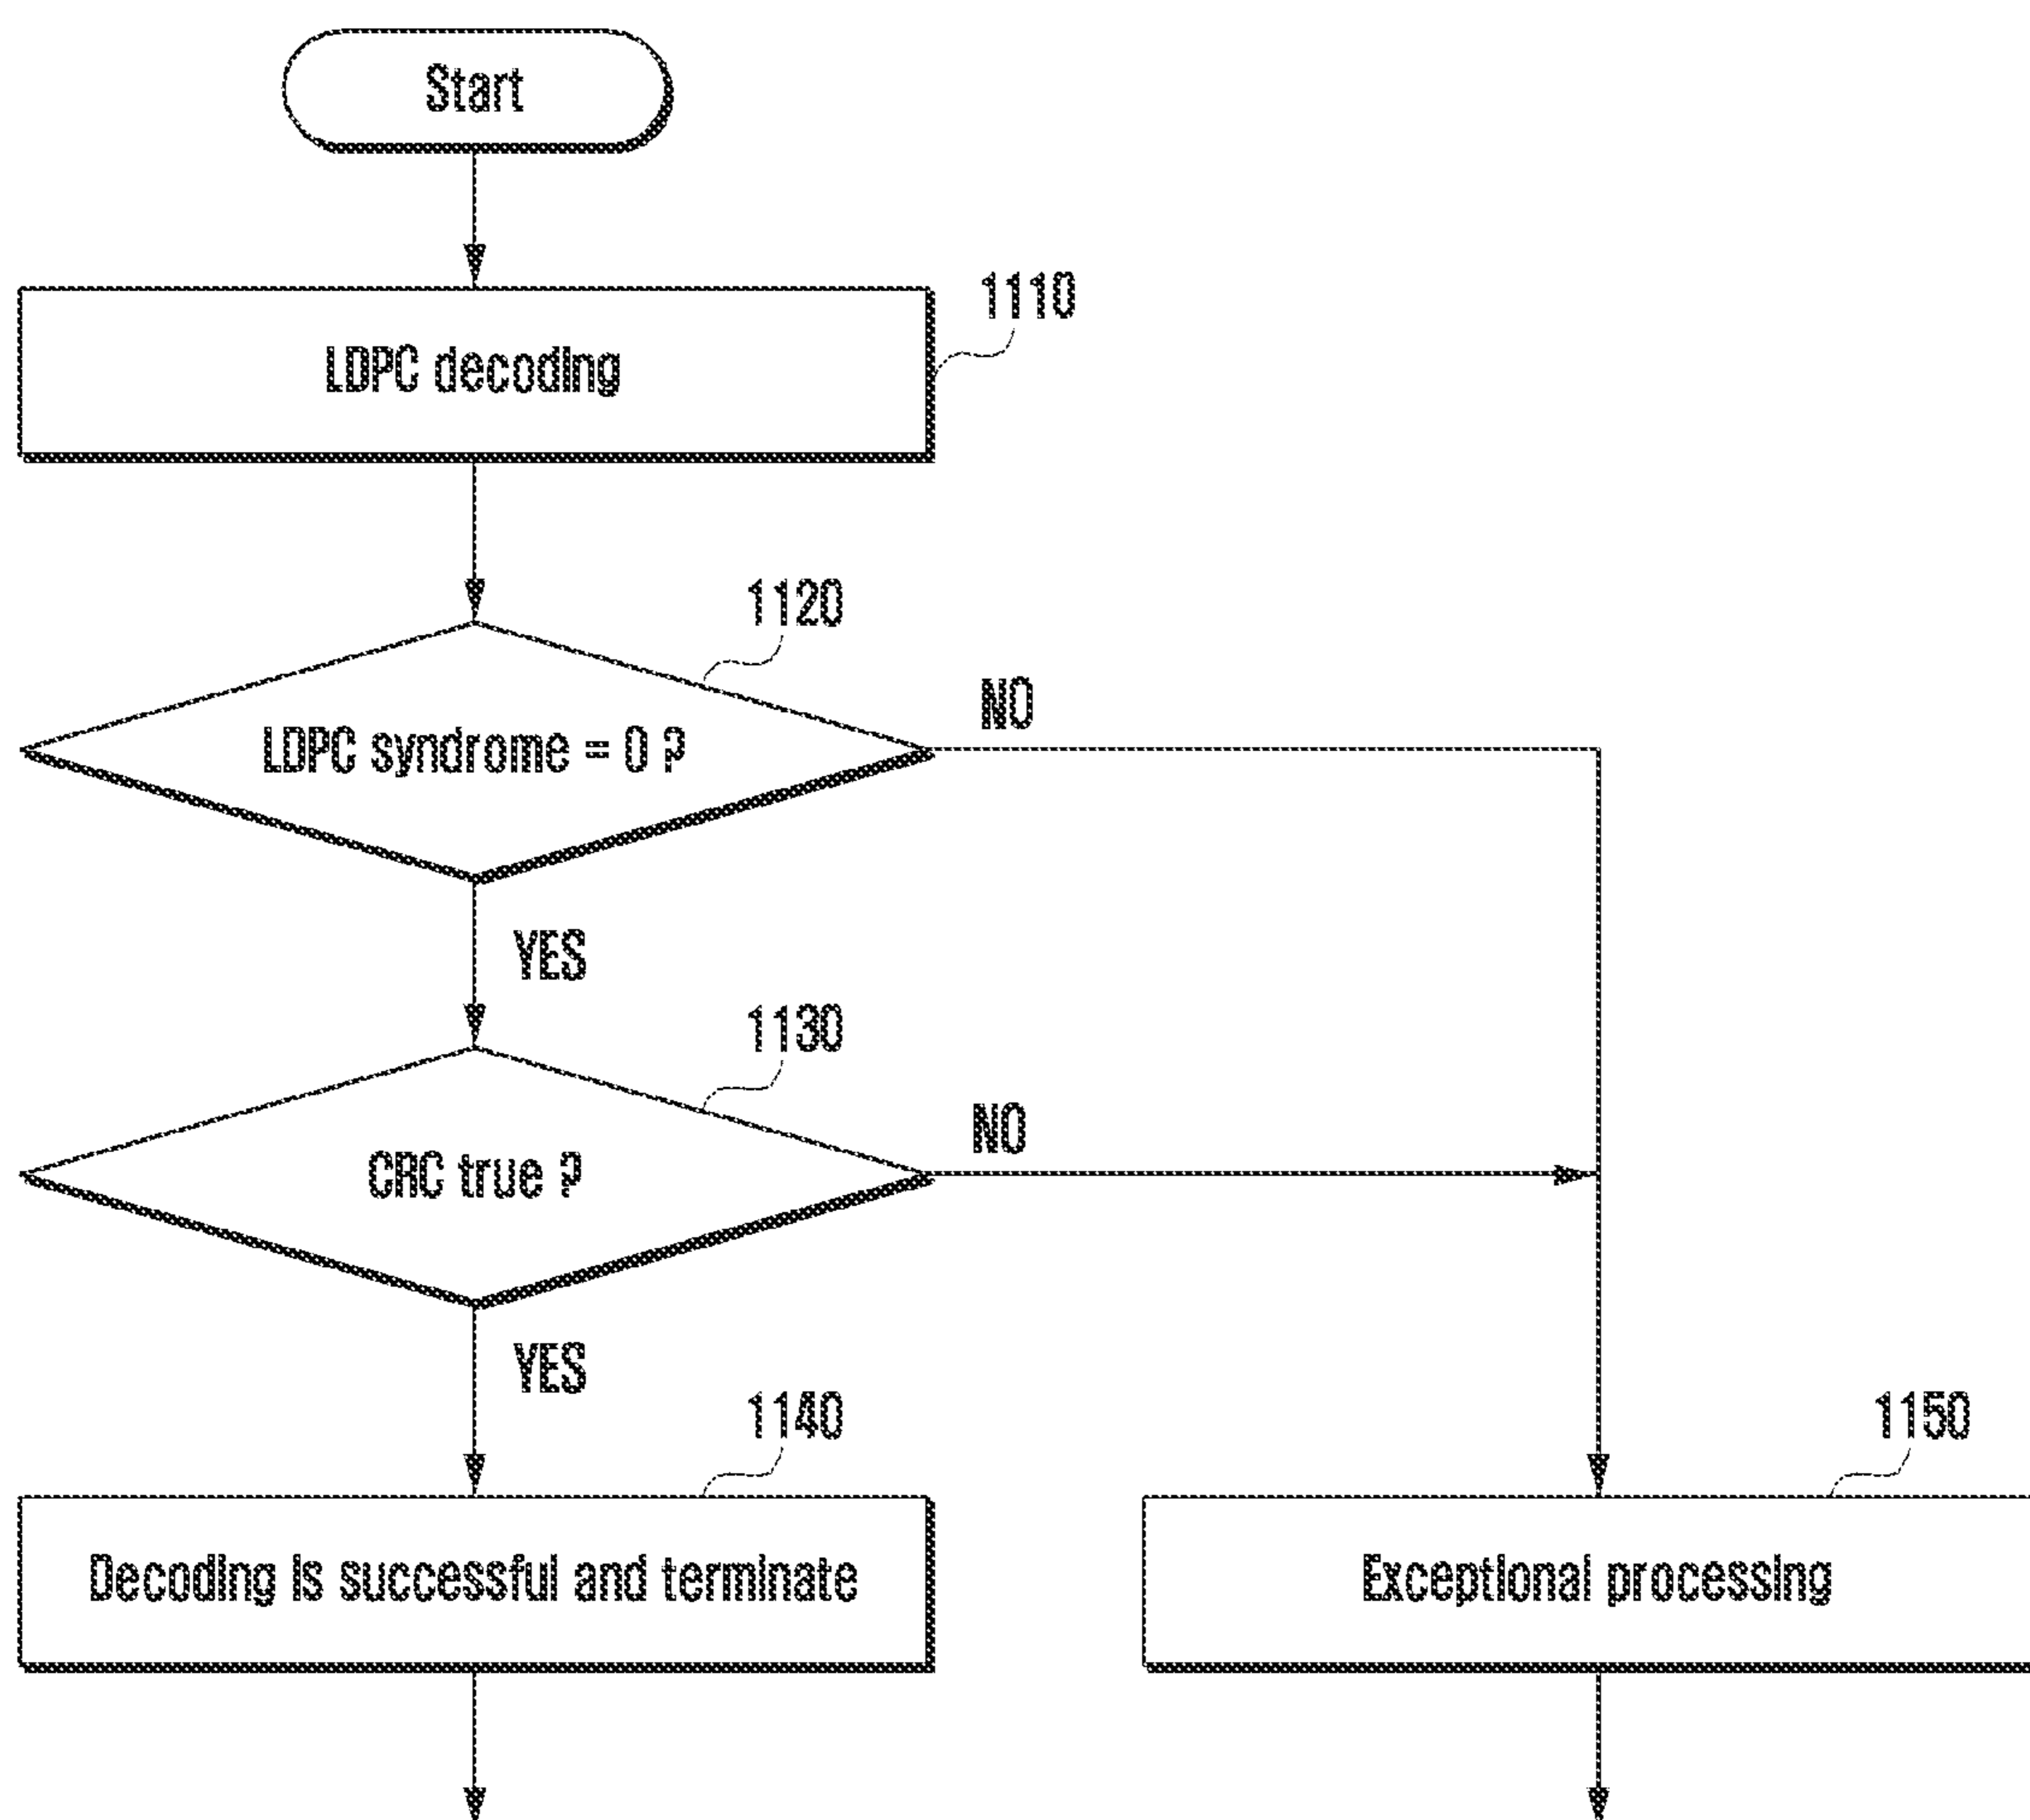 Start
1110
LDPC decoding
1120
NO
LDPC syndrome = 0 ?
YES
1130
NO
CRC true ?
YES
1140
1150
Decoding is successful and terminate
Exceptional processing